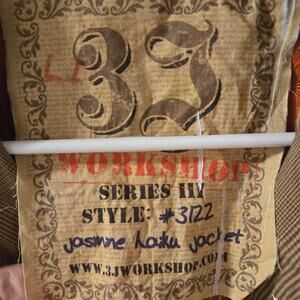 3J
WORKSHOP
SERIES III
STYLE: #3122
jasmine haiku jacket
WWW.3JWORKSHOP.COM